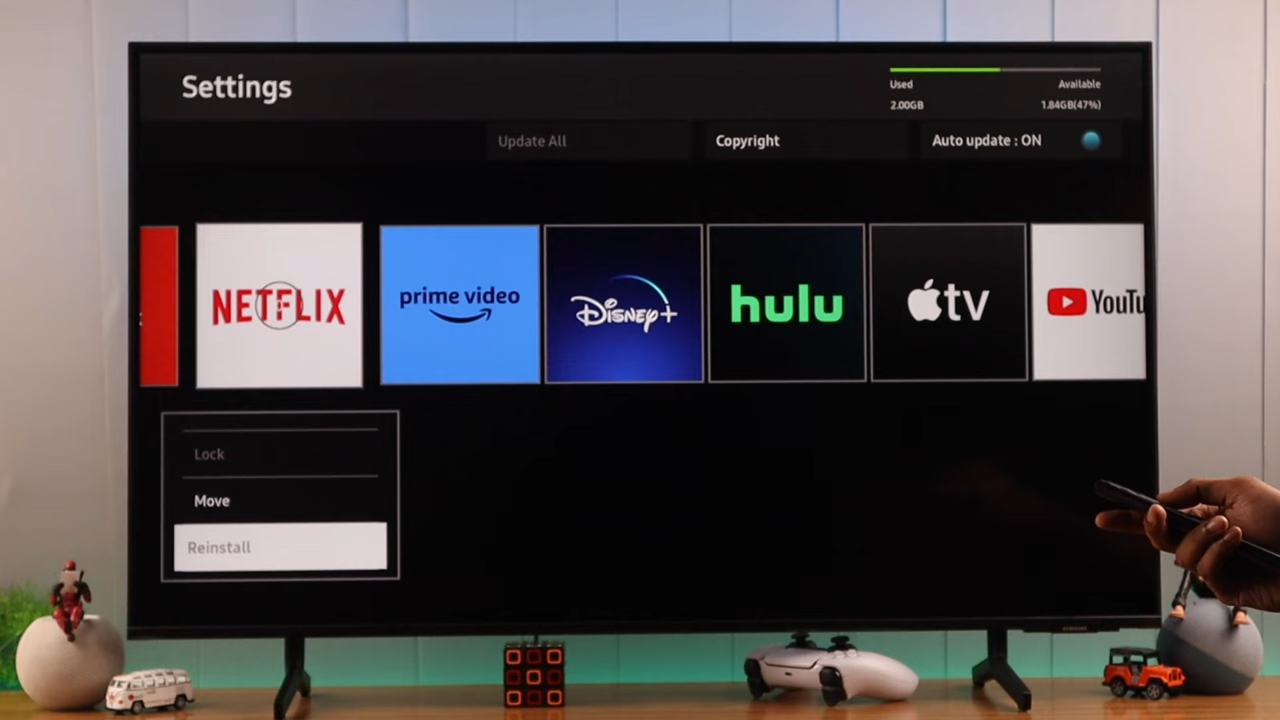 Settings
Used
Available
2.00GB
1.84GB(47%)
Update All
Copyright
Auto update : ON
NETFLIX
prime video
Disney+
hulu
tv
YouTu
Lock
Move
Reinstall
SAMSUNG